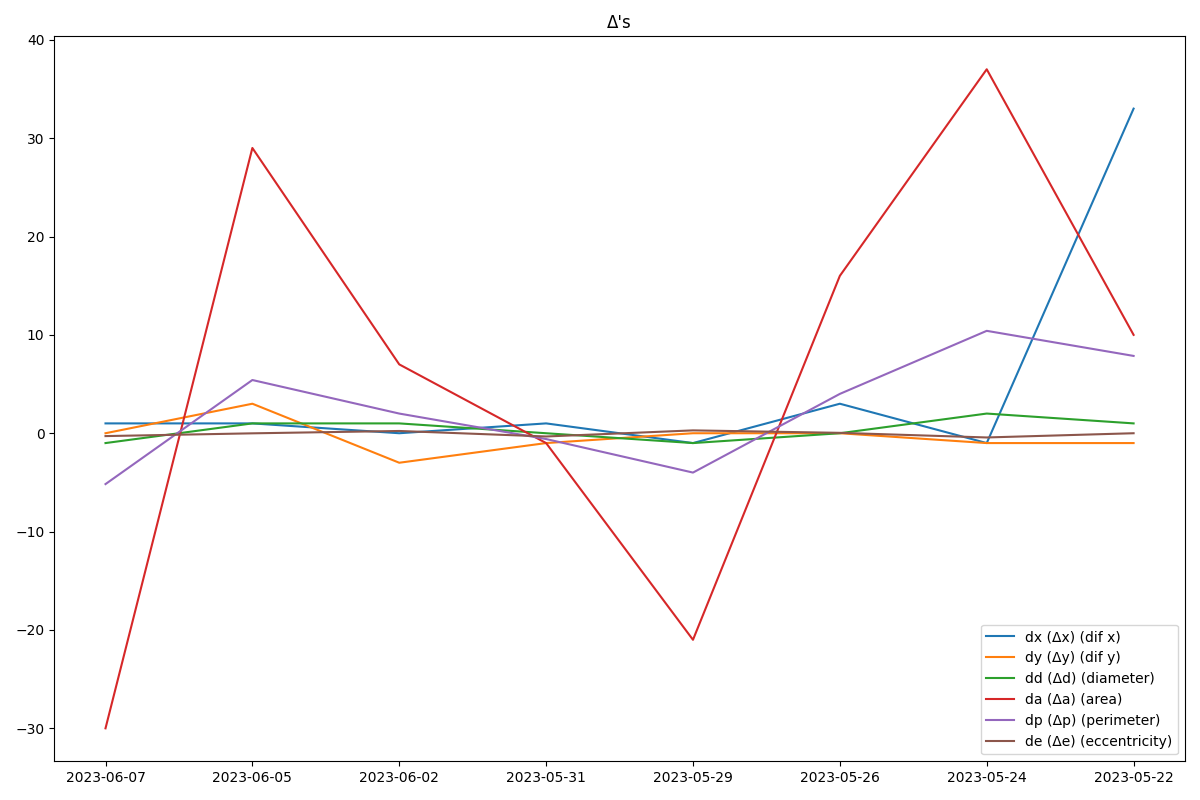 Δ's
40
30
20
10
0
−10
−20
−30
2023-06-07 2023-06-05 2023-06-02 2023-05-31 2023-05-29 2023-05-26 2023-05-24 2023-05-22
dx (Δx) (dif x)
dy (Δy) (dif y)
dd (Δd) (diameter)
da (Δa) (area)
dp (Δp) (perimeter)
de (Δe) (eccentricity)